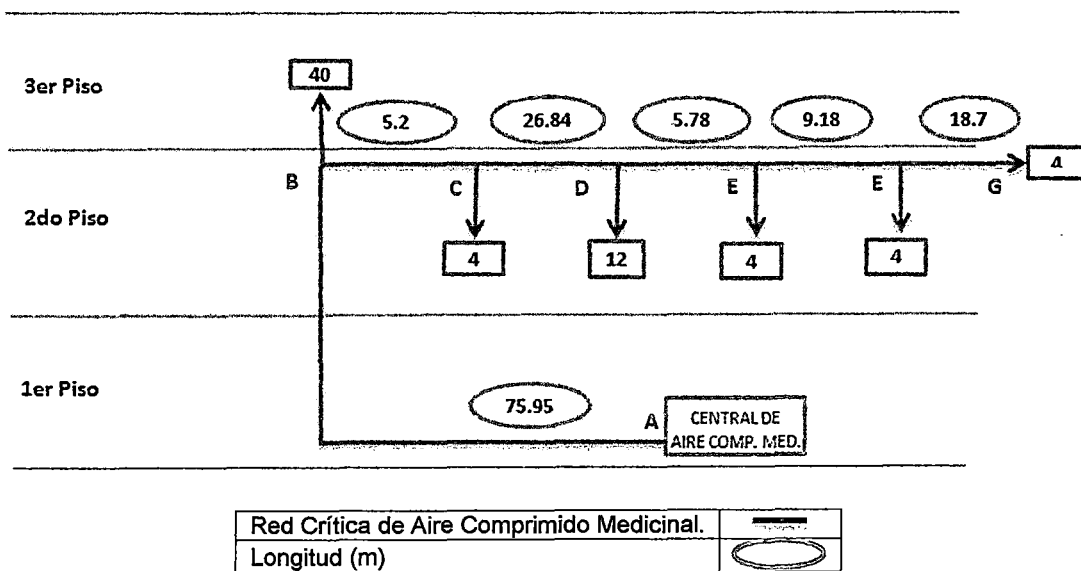 3er Piso
40
5.2
26.84
5.78
9.18
18.7
B
C
D
E
E
G
4
2do Piso
4
12
4
4
1er Piso
75.95
A
CENTRAL DE
AIRE COMP. MED.
Red Crítica de Aire Comprimido Medicinal.
Longitud (m)